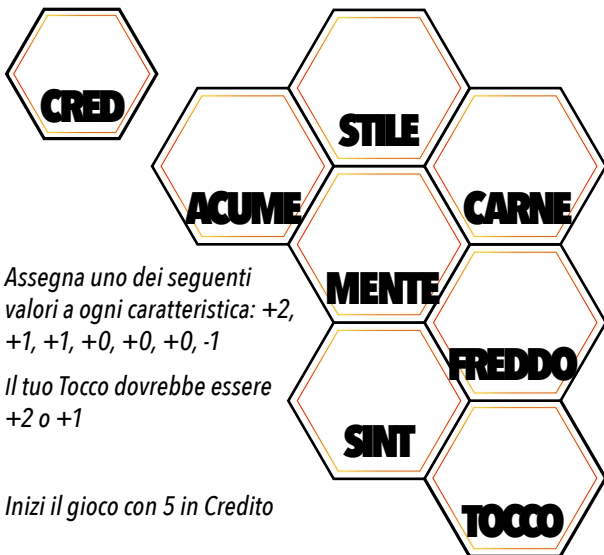 CRED
STILE
ACUME
CARNE
MENTE
FREDDO
SINT
TOCCO
Assegna uno dei seguenti
valori a ogni caratteristica: +2,
+1, +1, +0, +0, +0, -1
Il tuo Tocco dovrebbe essere
+2 o +1
Inizi il gioco con 5 in Credito